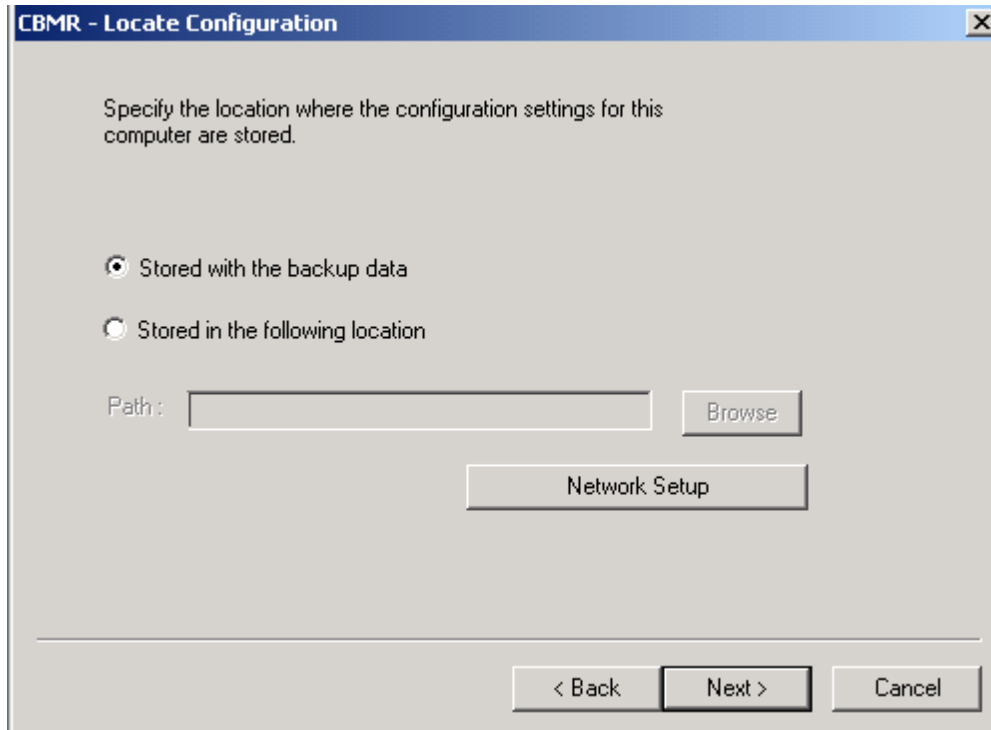 CBMR - Locate Configuration
Specify the location where the configuration settings for this
computer are stored.
Stored with the backup data
Stored in the following location
Path :
Browse
Network Setup
< Back
Next >
Cancel